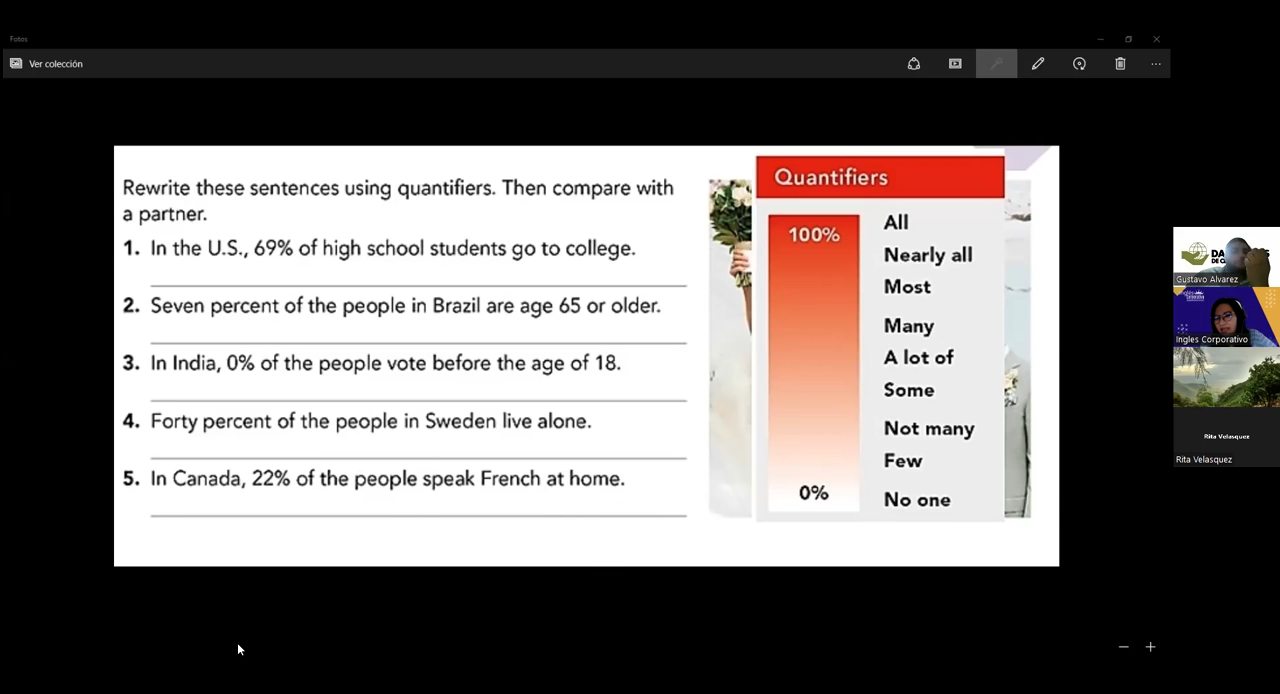 Fotos
Ver colección
Rewrite these sentences using quantifiers. Then compare with
a partner.
1. In the U.S., 69% of high school students go to college.
2. Seven percent of the people in Brazil are age 65 or older.
3. In India, 0% of the people vote before the age of 18.
4. Forty percent of the people in Sweden live alone.
5. In Canada, 22% of the people speak French at home.
Quantifiers
100%
0%
All
Nearly all
Most
Many
A lot of
Some
Not many
Few
No one
Gustavo Alvarez
Ingles Corporativo
Rita Velasquez
Rita Velasquez